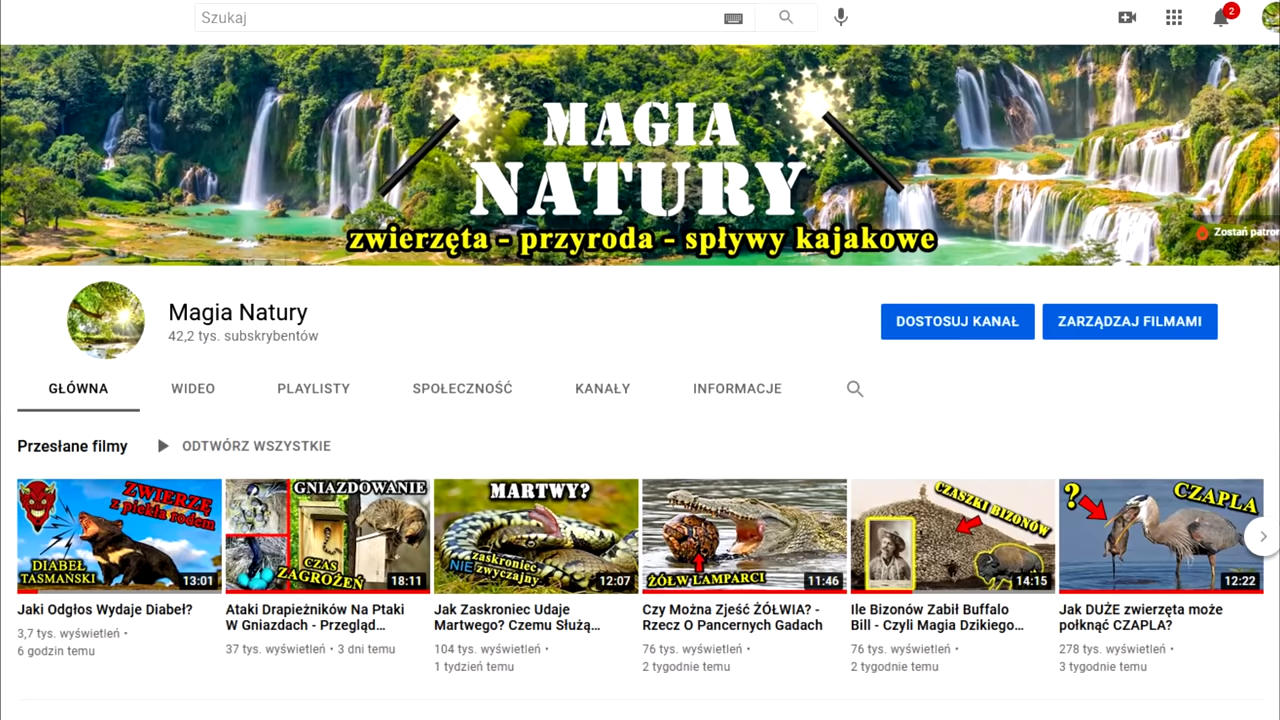 Szukaj
2
MAGIA
NATURY
zwierzęta - przyroda - spływy kajakowe
Zostań patron
Magia Natury
42,2 tys. subskrybentów
DOSTOSUJ KANAŁ
ZARZĄDZAJ FILMAMI
GŁÓWNA
WIDEO
PLAYLISTY
SPOŁECZNOŚĆ
KANAŁY
INFORMACJE
Przesłane filmy
ODTWÓRZ WSZYSTKIE
ZWIERZĘ
z piekła rodem
DIABEŁ
TASMAŃSKI
13:01
Jaki Odgłos Wydaje Diabeł?
3,7 tys. wyświetleń •
6 godzin temu
GNIAZDOWANIE
CZAS
ZAGROŻEŃ
18:11
Ataki Drapieżników Na Ptaki
W Gniazdach - Przegląd...
37 tys. wyświetleń • 3 dni temu
MARTWY?
zaskroniec
NIE zwyczajny
12:07
Jak Zaskroniec Udaje
Martwego? Czemu Służą...
104 tys. wyświetleń •
1 tydzień temu
ŻÓŁW LAMPARCI
11:46
Czy Można Zjeść ŻÓŁWIA? -
Rzecz O Pancernych Gadach
76 tys. wyświetleń •
2 tygodnie temu
CZASZKI BIZONÓW
14:15
Ile Bizonów Zabił Buffalo
Bill - Czyli Magia Dzikiego...
76 tys. wyświetleń •
2 tygodnie temu
?
CZAPLA
12:22
Jak DUŻE zwierzęta może
połknąć CZAPLA?
278 tys. wyświetleń •
3 tygodnie temu